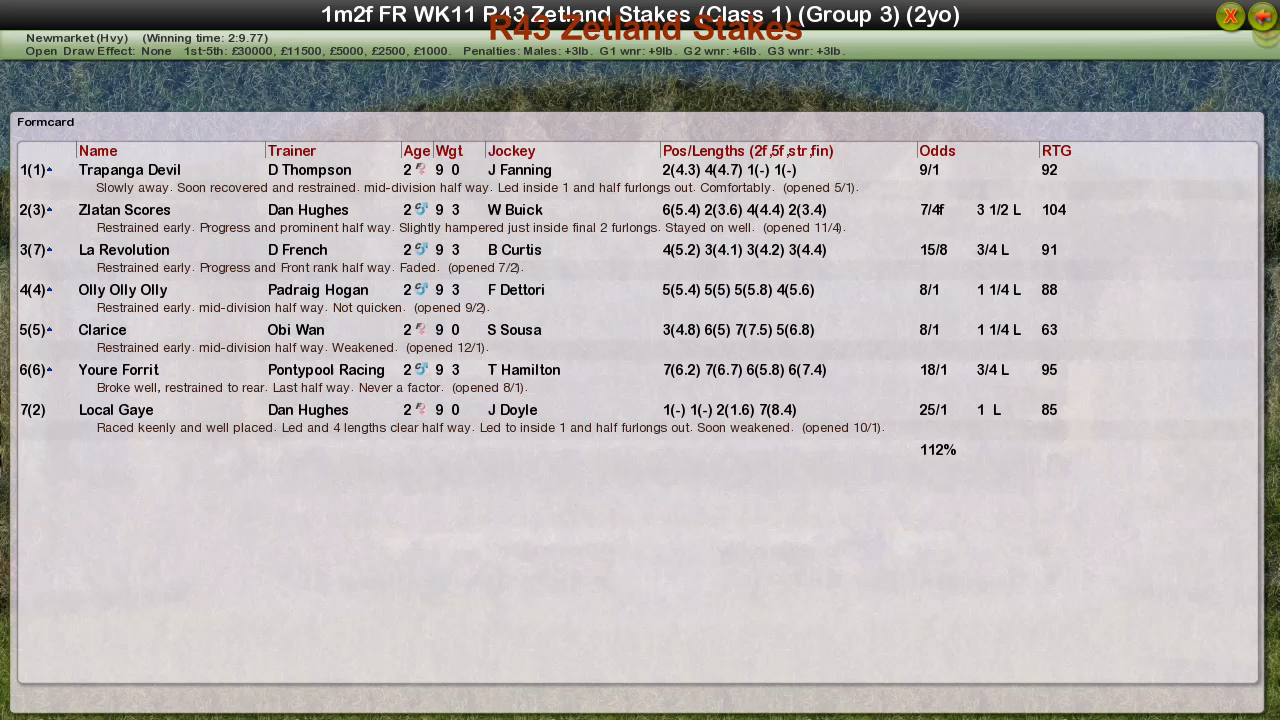 1m2f FR WK11 R43 Zetland Stakes (Class 1) (Group 3) (2yo)
R43 Zetland Stakes
Newmarket (Hvy) (Winning time: 2:9.77)
Open Draw Effect: None 1st-5th: £30000, £11500, £5000, £2500, £1000. Penalties: Males: +3lb. G1 wnr: +9lb. G2 wnr: +6lb. G3 wnr: +3lb.
Formcard
Name Trainer Age Wgt Jockey Pos/Lengths (2f,5f,str,fin) Odds RTG
1(1) Trapanga Devil D Thompson 2 9 0 J Fanning 2(4.3) 4(4.7) 1(-) 1(-) 9/1 92
Slowly away. Soon recovered and restrained. mid-division half way. Led inside 1 and half furlongs out. Comfortably. (opened 5/1).
2(3) Zlatan Scores Dan Hughes 2 9 3 W Buick 6(5.4) 2(3.6) 4(4.4) 2(3.4) 7/4f 3 1/2 L 104
Restrained early. Progress and prominent half way. Slightly hampered just inside final 2 furlongs. Stayed on well. (opened 11/4).
3(7) La Revolution D French 2 9 3 B Curtis 4(5.2) 3(4.1) 3(4.2) 3(4.4) 15/8 3/4 L 91
Restrained early. Progress and Front rank half way. Faded. (opened 7/2).
4(4) Olly Olly Olly Padraig Hogan 2 9 3 F Dettori 5(5.4) 5(5) 5(5.8) 4(5.6) 8/1 1 1/4 L 88
Restrained early. mid-division half way. Not quicken. (opened 9/2).
5(5) Clarice Obi Wan 2 9 0 S Sousa 3(4.8) 6(5) 7(7.5) 5(6.8) 8/1 1 1/4 L 63
Restrained early. mid-division half way. Weakened. (opened 12/1).
6(6) Youre Forrit Pontypool Racing 2 9 3 T Hamilton 7(6.2) 7(6.7) 6(5.8) 6(7.4) 18/1 3/4 L 95
Broke well, restrained to rear. Last half way. Never a factor. (opened 8/1).
7(2) Local Gaye Dan Hughes 2 9 0 J Doyle 1(-) 1(-) 2(1.6) 7(8.4) 25/1 1 L 85
Raced keenly and well placed. Led and 4 lengths clear half way. Led to inside 1 and half furlongs out. Soon weakened. (opened 10/1).
112%